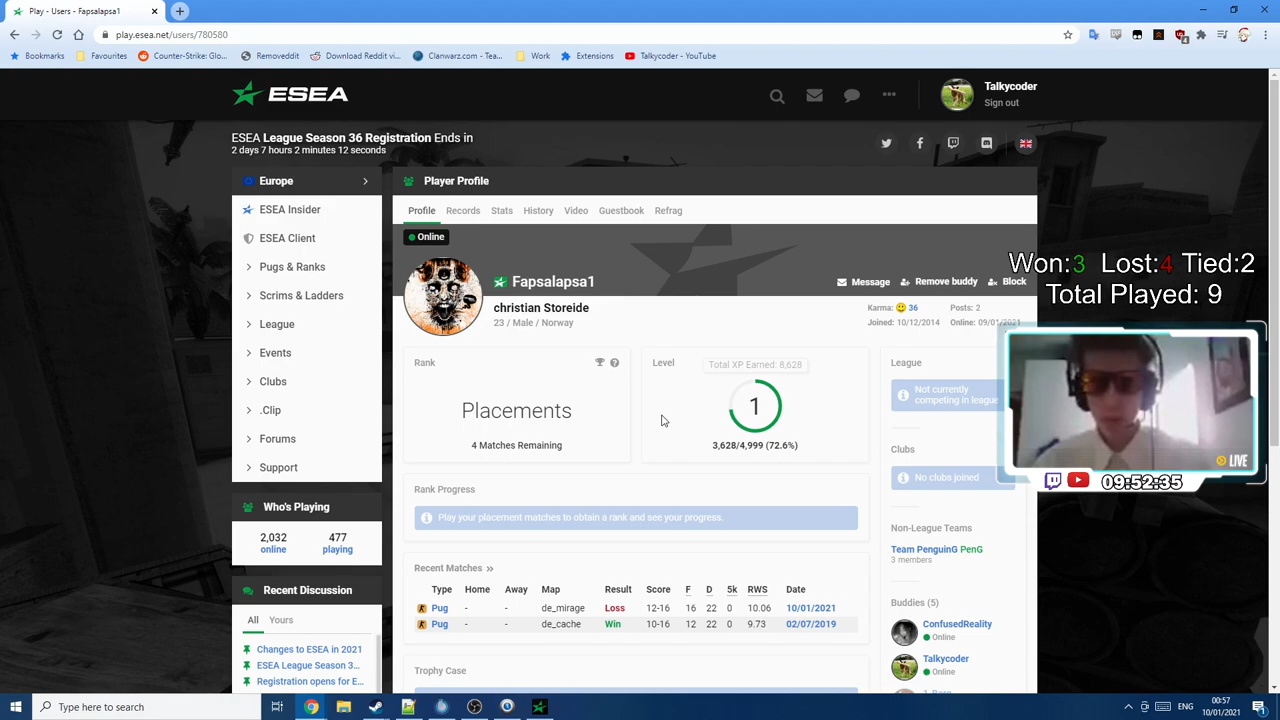 play.esea.net/users/780580
Bookmarks Favourites Counter-Strike: Glo... Removeddit Download Reddit vi... Clanwarz.com - Tea... Work Extensions Talkycoder - YouTube
ESEA
Talkycoder
Sign out
ESEA League Season 36 Registration Ends in
2 days 7 hours 2 minutes 12 seconds
Europe
ESEA Insider
ESEA Client
Pugs & Ranks
Scrims & Ladders
League
Events
Clubs
.Clip
Forums
Support
Who's Playing
2,032 477
online playing
Recent Discussion
All Yours
Changes to ESEA in 2021
ESEA League Season 3...
Registration opens for E...
Player Profile
Profile Records Stats History Video Guestbook Refrag
Online
Fapsalapsa1
Message Remove buddy Block
christian Storeide
23 / Male / Norway
Karma: 36 Posts: 2
Joined: 10/12/2014 Online: 09/01/2021
Rank
Placements
4 Matches Remaining
Level
Total XP Earned: 8,628
1
3,628/4,999 (72.6%)
Rank Progress
Play your placement matches to obtain a rank and see your progress.
Recent Matches »
Type Home Away Map Result Score F D 5k RWS Date
Pug - - de_mirage Loss 12-16 16 22 0 10.06 10/01/2021
Pug - - de_cache Win 10-16 12 22 0 9.73 02/07/2019
Trophy Case
League
Not currently
competing in league
Clubs
No clubs joined
Non-League Teams
Team PenguinG PenG
3 members
Buddies (5)
ConfusedReality
Online
Talkycoder
Online
Won:3 Lost:4 Tied:2
Total Played: 9
LIVE
09:52:35
Type here to search
ENG
00:57
10/01/2021